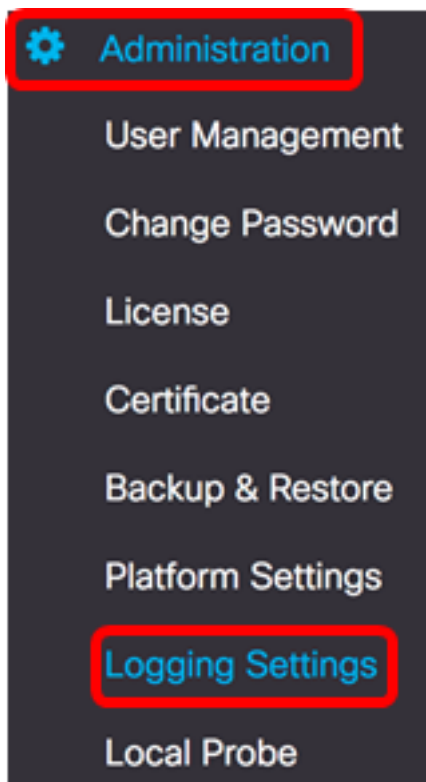 Administration
User Management
Change Password
License
Certificate
Backup & Restore
Platform Settings
Logging Settings
Local Probe